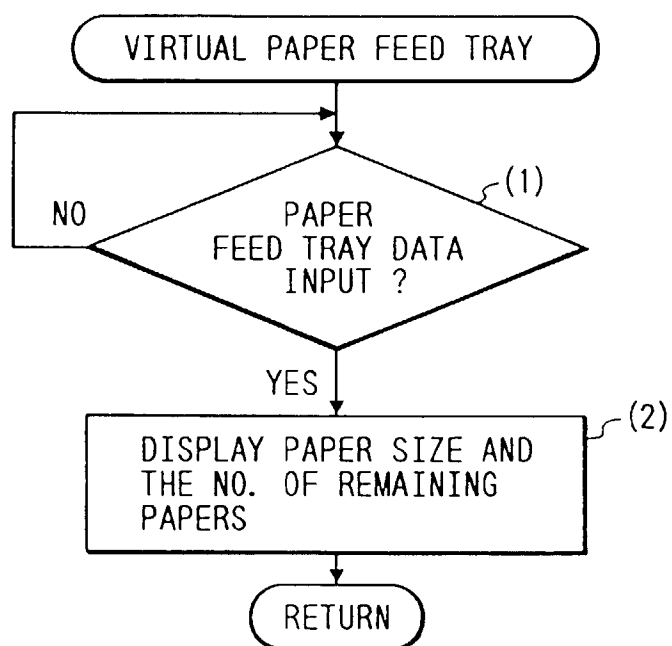 VIRTUAL PAPER FEED TRAY
(1)
NO
PAPER
FEED TRAY DATA
INPUT ?
YES
(2)
DISPLAY PAPER SIZE AND
THE NO. OF REMAINING
PAPERS
RETURN